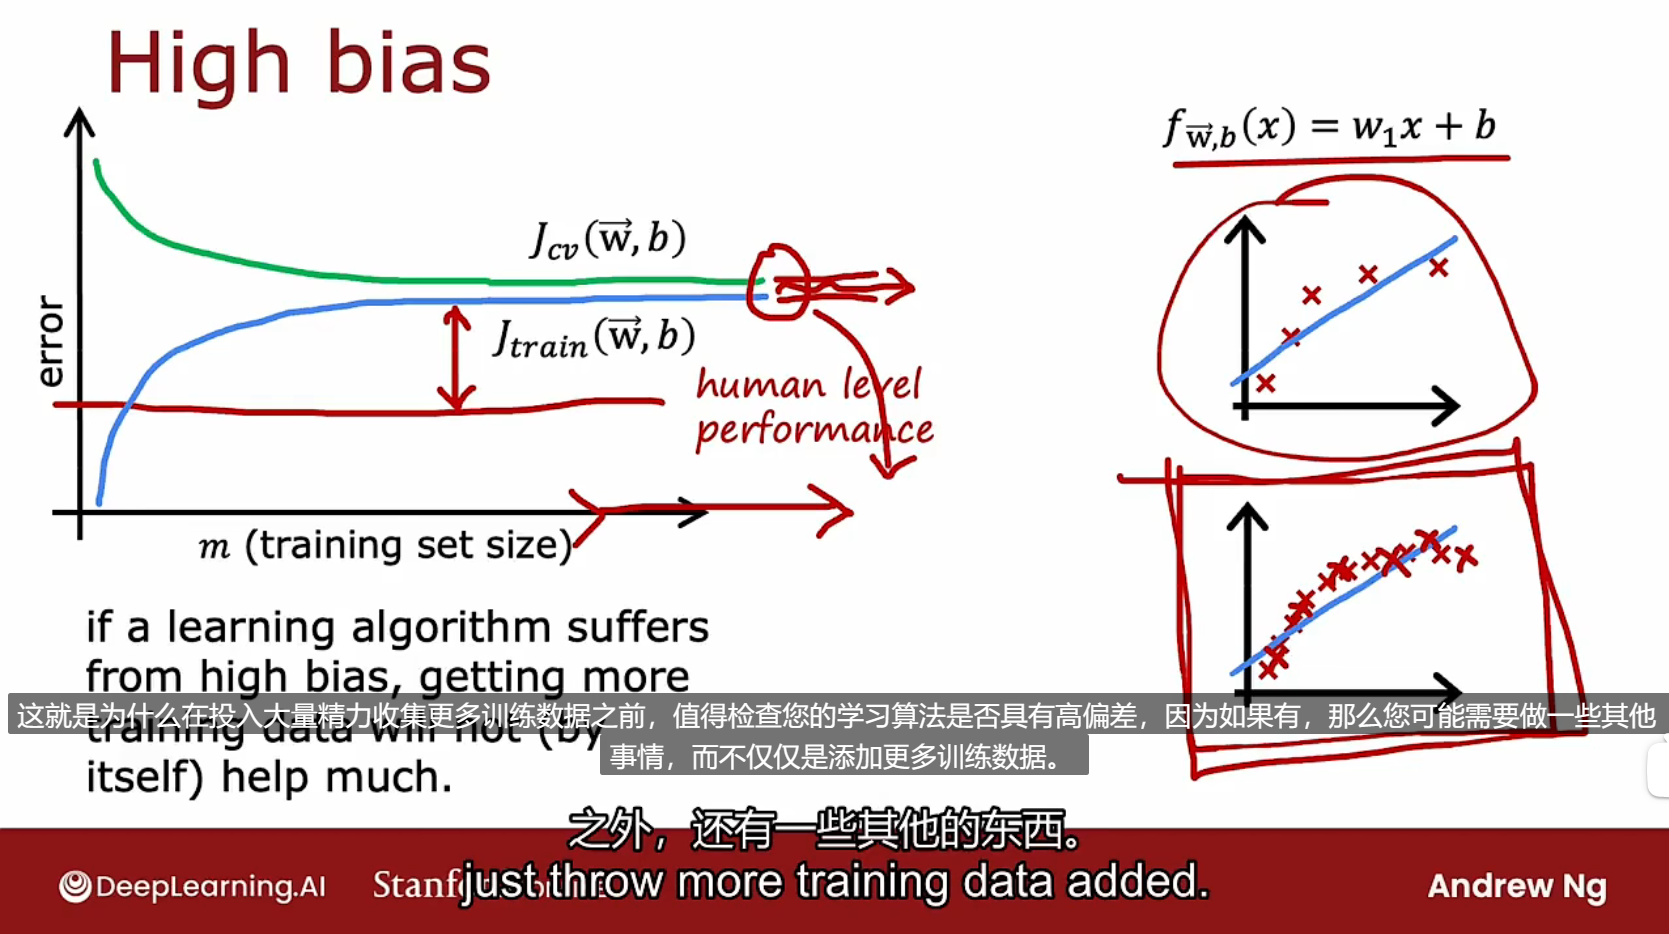 High bias
f_{\vec{w},b}(x) = w_1x + b
J_{cv}(\vec{w}, b)
J_{train}(\vec{w}, b)
error
human level
performance
m (training set size)
if a learning algorithm suffers
from high bias, getting more
training data will not (by
itself) help much.
这就是为什么在投入大量精力收集更多训练数据之前，值得检查您的学习算法是否具有高偏差，因为如果有，那么您可能需要做一些其他
事情，而不仅仅是添加更多训练数据。
之外，还有一些其他的东西。
just throw more training data added.
DeepLearning.AI
Andrew Ng